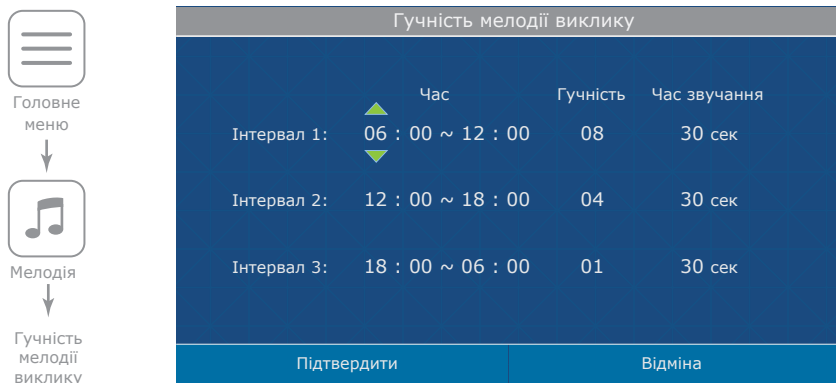 Головне
меню
Мелодія
Гучність
мелодії
виклику
Гучність мелодії виклику
Час Гучність Час звучання
Інтервал 1: 06 : 00 ~ 12 : 00 08 30 сек
Інтервал 2: 12 : 00 ~ 18 : 00 04 30 сек
Інтервал 3: 18 : 00 ~ 06 : 00 01 30 сек
Підтвердити Відміна